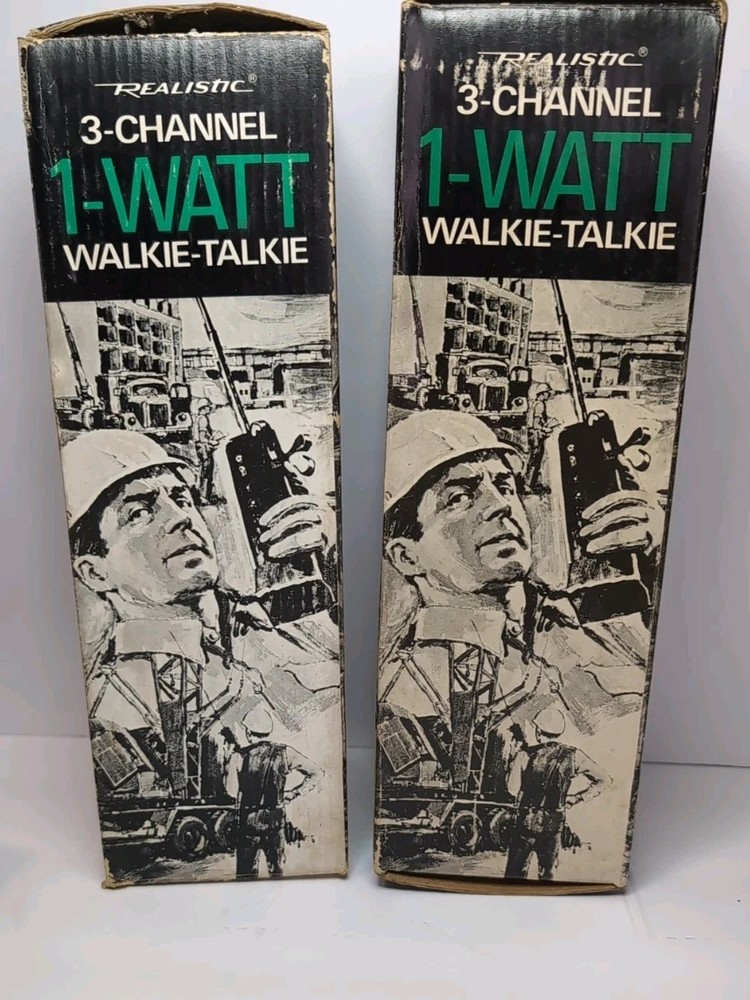 REALISTIC®
3-CHANNEL
1-WATT
WALKIE-TALKIE
REALISTIC®
3-CHANNEL
1-WATT
WALKIE-TALKIE